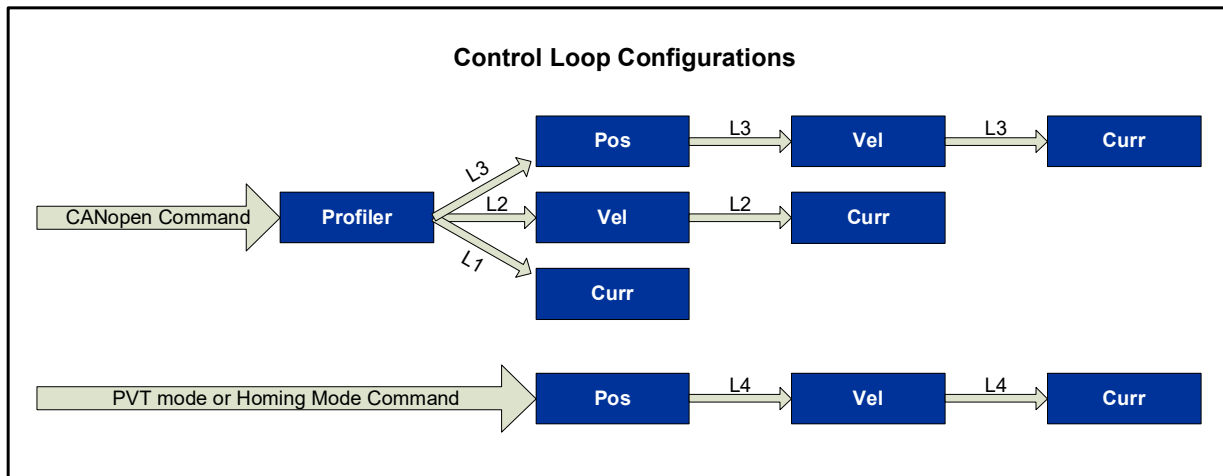 Control Loop Configurations
Pos
L3
Vel
L3
Curr
L3
CANopen Command
Profiler
L2
Vel
L2
Curr
L1
Curr
PVT mode or Homing Mode Command
Pos
L4
Vel
L4
Curr